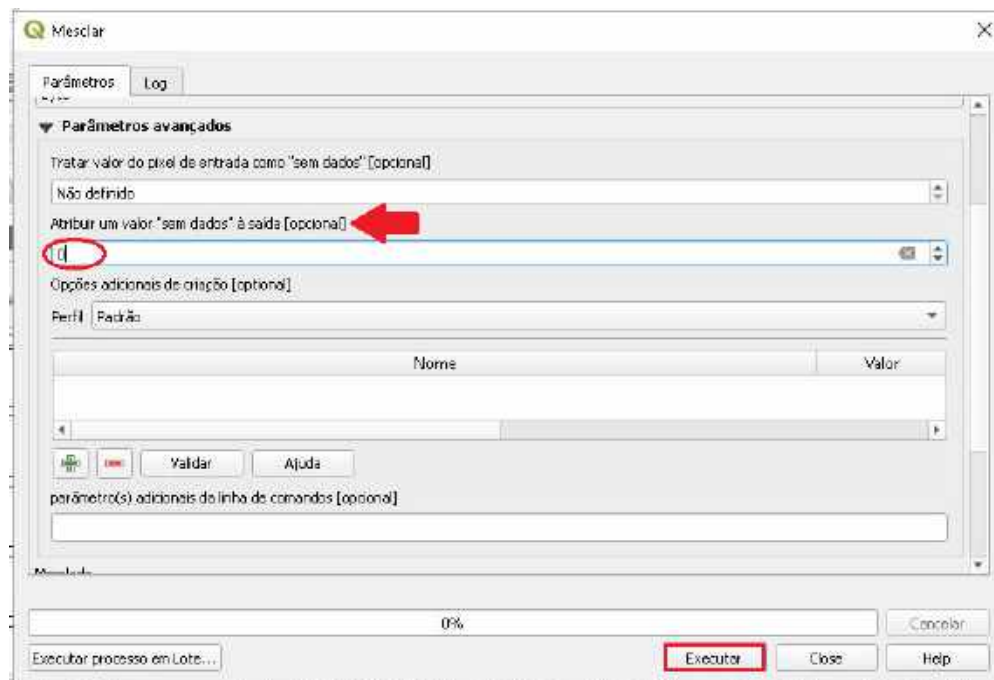 Mesclar
Parâmetros Log
Parâmetros avançados
Tratar valor do pixel de entrada como "sem dados" [opcional]
Não definido
Atribuir um valor "sem dados" à saída [opcional]
0
Opções adicionais de criação [optional]
Perfil Padrão
Nome Valor
Validar Ajuda
parâmetro(s) adicionais da linha de comandos [opcional]
0% Cancelar
Executar processo em Lote... Executar Close Help